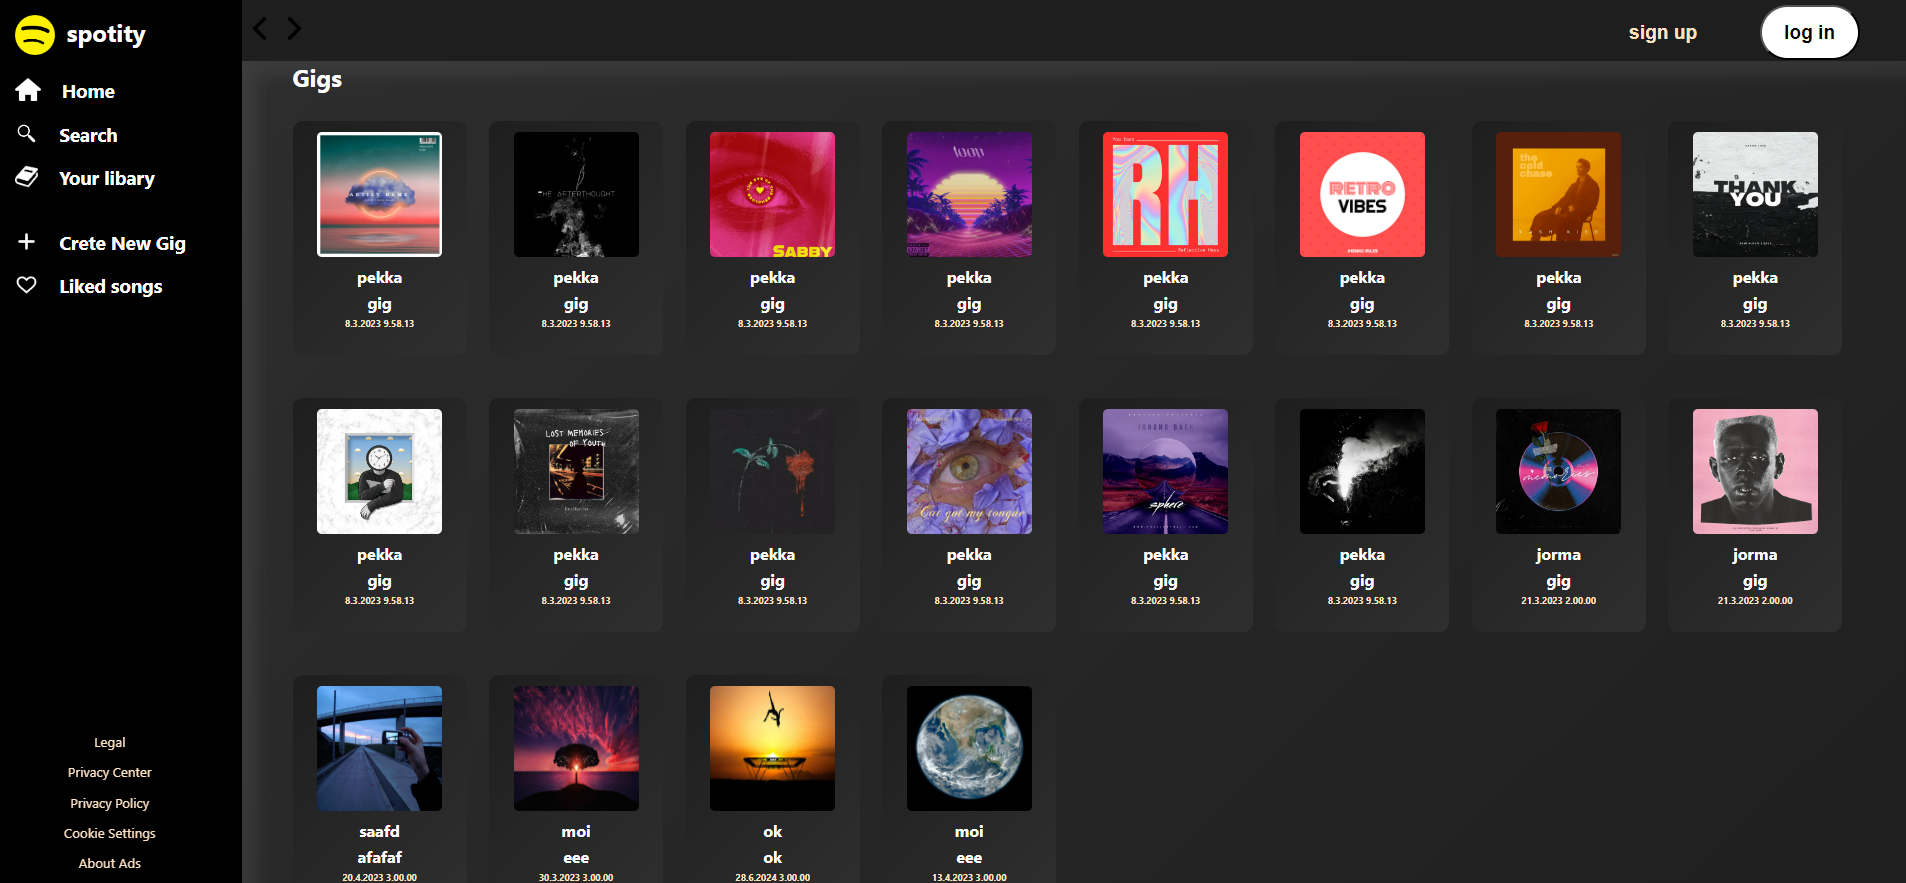 spotity
sign up
log in
Home
Search
Your libary
Crete New Gig
Liked songs
Legal
Privacy Center
Privacy Policy
Cookie Settings
About Ads
Gigs
ARTIST NAME
pekka
gig
8.3.2023 9.58.13
THE AFTERTHOUGHT
pekka
gig
8.3.2023 9.58.13
SABBY
pekka
gig
8.3.2023 9.58.13
loop
pekka
gig
8.3.2023 9.58.13
RH
Reflective Hues
pekka
gig
8.3.2023 9.58.13
RETRO
VIBES
pekka
gig
8.3.2023 9.58.13
the
cold
chase
pekka
gig
8.3.2023 9.58.13
THANK
YOU
pekka
gig
8.3.2023 9.58.13
pekka
gig
8.3.2023 9.58.13
LOST MEMORIES
OF YOUTH
pekka
gig
8.3.2023 9.58.13
pekka
gig
8.3.2023 9.58.13
Cat got my tongue
pekka
gig
8.3.2023 9.58.13
sphere
pekka
gig
8.3.2023 9.58.13
pekka
gig
8.3.2023 9.58.13
memories
jorma
gig
21.3.2023 2.00.00
jorma
gig
21.3.2023 2.00.00
saafd
afafaf
20.4.2023 3.00.00
moi
eee
30.3.2023 3.00.00
ok
ok
28.6.2024 3.00.00
moi
eee
13.4.2023 3.00.00